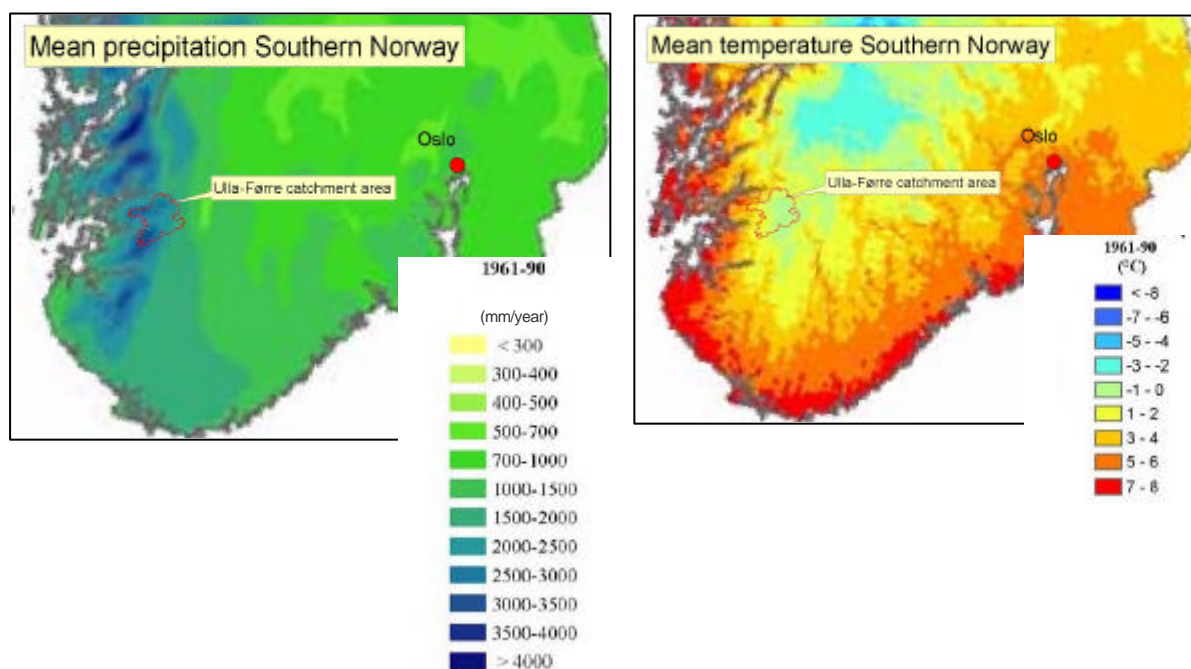 Mean precipitation Southern Norway
Oslo
Ulla-Førre catchment area
1961-90
(mm/year)
< 300
300-400
400-500
500-700
700-1000
1000-1500
1500-2000
2000-2500
2500-3000
3000-3500
3500-4000
> 4000
Mean temperature Southern Norway
Oslo
Ulla-Førre catchment area
1961-90
(°C)
< -8
-7 - -6
-5 - -4
-3 - -2
-1 - 0
1 - 2
3 - 4
5 - 6
7 - 8